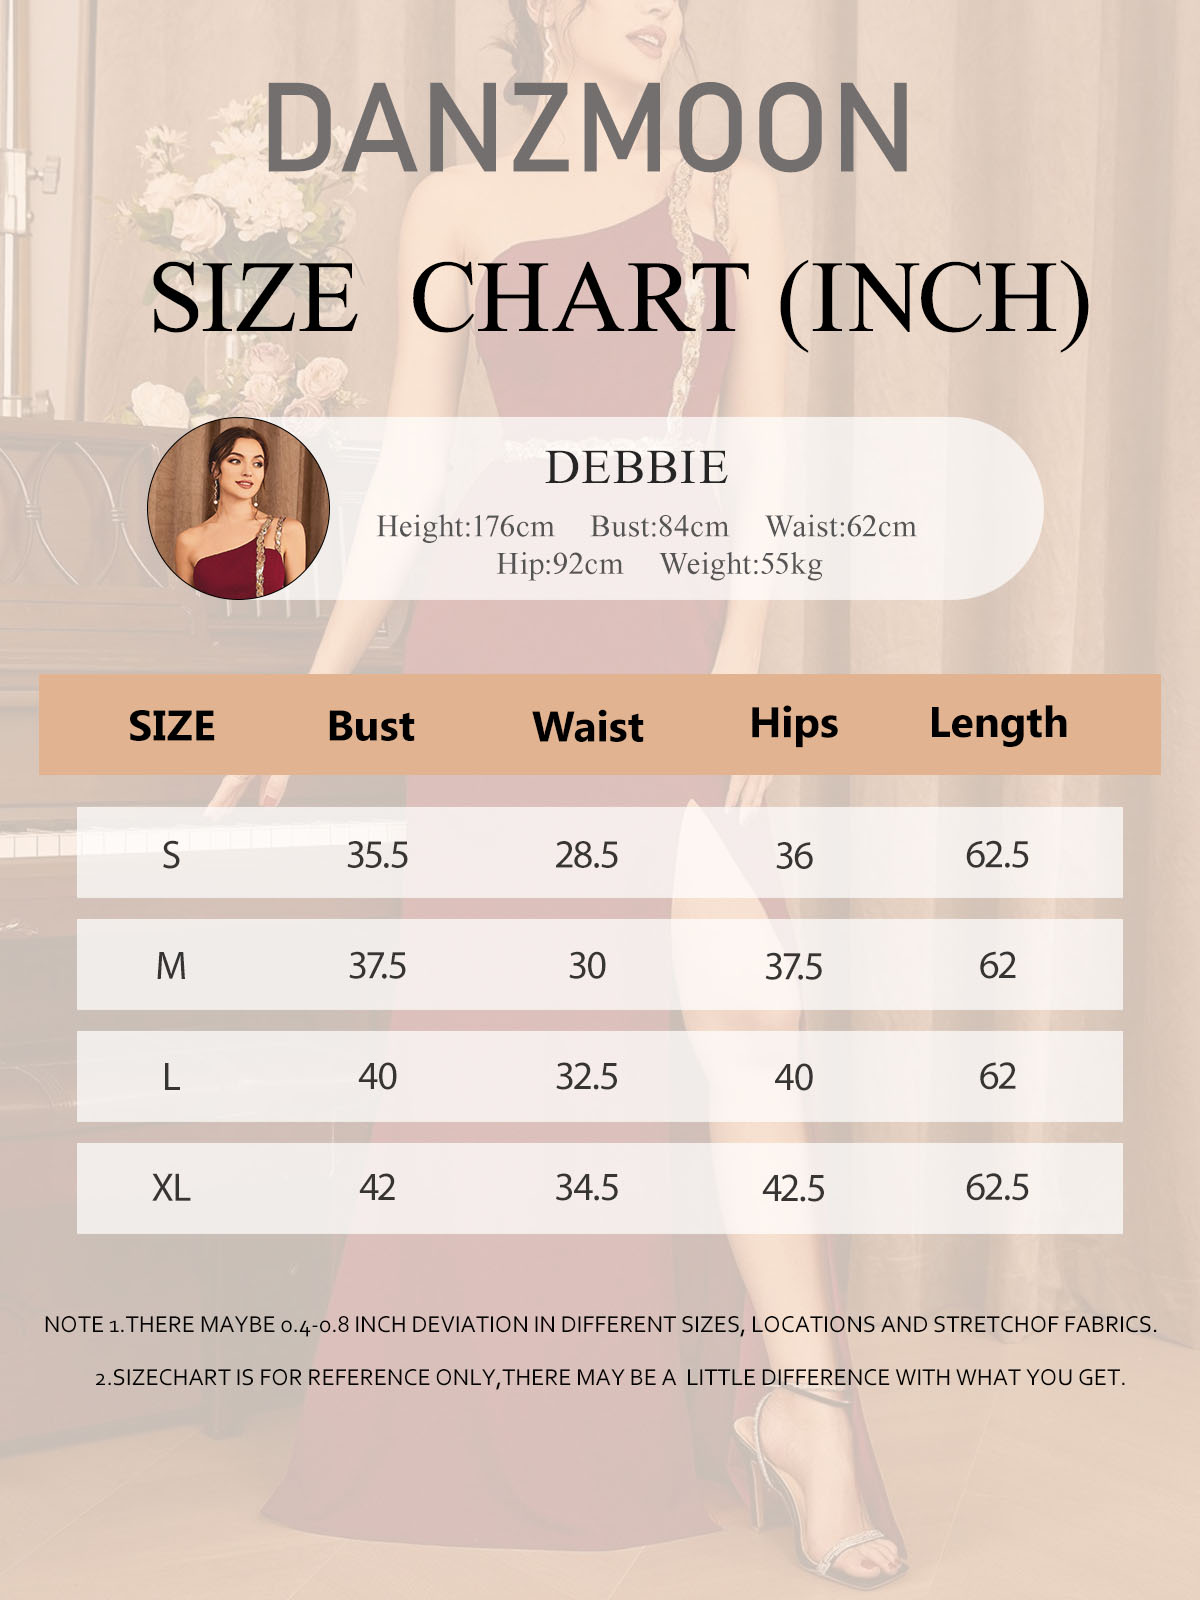 DANZMOON
SIZE CHART (INCH)
DEBBIE
Height:176cm Bust:84cm Waist:62cm
Hip:92cm Weight:55kg
SIZE Bust Waist Hips Length
S 35.5 28.5 36 62.5
M 37.5 30 37.5 62
L 40 32.5 40 62
XL 42 34.5 42.5 62.5
NOTE 1.THERE MAYBE 0.4-0.8 INCH DEVIATION IN DIFFERENT SIZES, LOCATIONS AND STRETCHOF FABRICS.
2.SIZECHART IS FOR REFERENCE ONLY,THERE MAY BE A LITTLE DIFFERENCE WITH WHAT YOU GET.